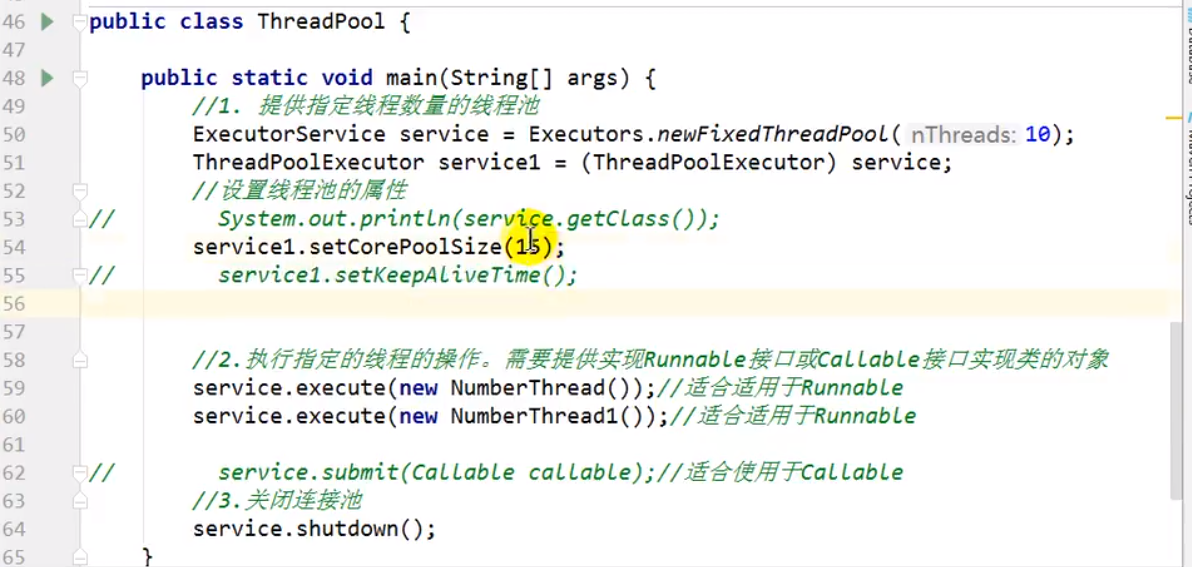 46 public class ThreadPool {
47
48 public static void main(String[] args) {
49 //1. 提供指定线程数量的线程池
50 ExecutorService service = Executors.newFixedThreadPool( nThreads: 10);
51 ThreadPoolExecutor service1 = (ThreadPoolExecutor) service;
52 //设置线程池的属性
53 // System.out.println(service.getClass());
54 service1.setCorePoolSize(15);
55 // service1.setKeepAliveTime();
56
57
58 //2.执行指定的线程的操作。需要提供实现Runnable接口或Callable接口实现类的对象
59 service.execute(new NumberThread());//适合适用于Runnable
60 service.execute(new NumberThread1());//适合适用于Runnable
61
62 // service.submit(Callable callable);//适合使用于Callable
63 //3.关闭连接池
64 service.shutdown();
65 }
Database